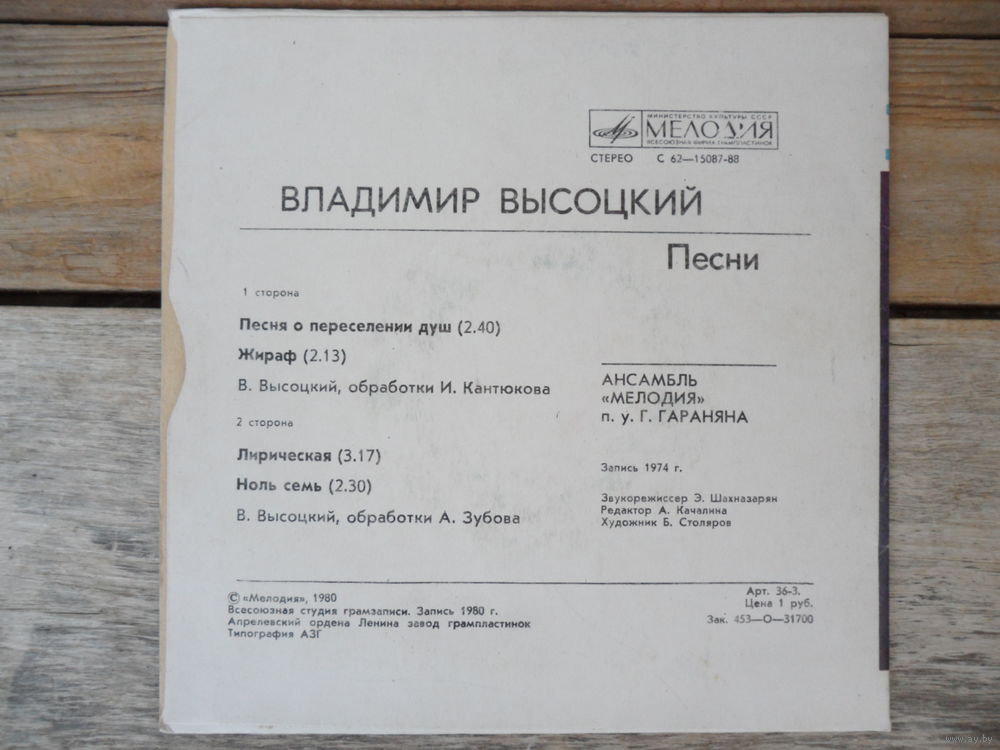 МИНИСТЕРСТВО КУЛЬТУРЫ СССР
МЕЛОДИЯ
ВСЕСОЮЗНАЯ ФИРМА ГРАМПЛАСТИНОК
СТЕРЕО С 62—15087-88
ВЛАДИМИР ВЫСОЦКИЙ
Песни
1 сторона
Песня о переселении душ (2.40)
Жираф (2.13)
В. Высоцкий, обработки И. Кантюкова
2 сторона
Лирическая (3.17)
Ноль семь (2.30)
В. Высоцкий, обработки А. Зубова
АНСАМБЛЬ
«МЕЛОДИЯ»
п. у. Г. ГАРАНЯНА
Запись 1974 г.
Звукорежиссер Э. Шахназарян
Редактор А. Качалина
Художник Б. Столяров
© «Мелодия», 1980
Всесоюзная студия грамзаписи. Запись 1980 г.
Апрелевский ордена Ленина завод грампластинок
Типография АЗГ
Арт. 36-3.
Цена 1 руб.
Зак. 453—О—31700
www.ay.by